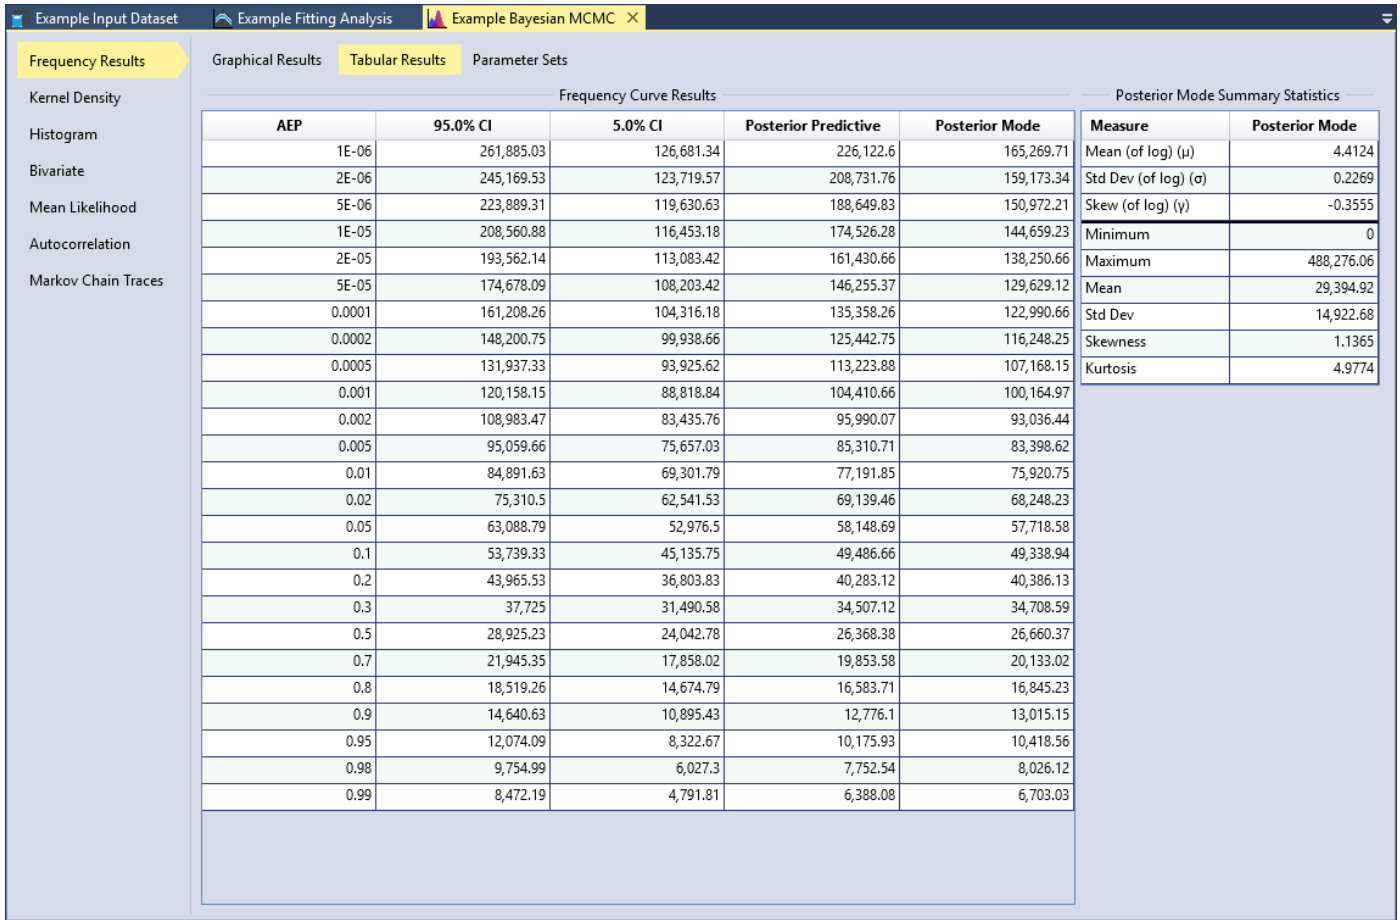 Example Input Dataset Example Fitting Analysis Example Bayesian MCMC
Frequency Results
Kernel Density
Histogram
Bivariate
Mean Likelihood
Autocorrelation
Markov Chain Traces
Graphical Results Tabular Results Parameter Sets
Frequency Curve Results
AEP 95.0% CI 5.0% CI Posterior Predictive Posterior Mode
1E-06 261,885.03 126,681.34 226,122.6 165,269.71
2E-06 245,169.53 123,719.57 208,731.76 159,173.34
5E-06 223,889.31 119,630.63 188,649.83 150,972.21
1E-05 208,560.88 116,453.18 174,526.28 144,659.23
2E-05 193,562.14 113,083.42 161,430.66 138,250.66
5E-05 174,678.09 108,203.42 146,255.37 129,629.12
0.0001 161,208.26 104,316.18 135,358.26 122,990.66
0.0002 148,200.75 99,938.66 125,442.75 116,248.25
0.0005 131,937.33 93,925.62 113,223.88 107,168.15
0.001 120,158.15 88,818.84 104,410.66 100,164.97
0.002 108,983.47 83,435.76 95,990.07 93,036.44
0.005 95,059.66 75,657.03 85,310.71 83,398.62
0.01 84,891.63 69,301.79 77,191.85 75,920.75
0.02 75,310.5 62,541.53 69,139.46 68,248.23
0.05 63,088.79 52,976.5 58,148.69 57,718.58
0.1 53,739.33 45,135.75 49,486.66 49,338.94
0.2 43,965.53 36,803.83 40,283.12 40,386.13
0.3 37,725 31,490.58 34,507.12 34,708.59
0.5 28,925.23 24,042.78 26,368.38 26,660.37
0.7 21,945.35 17,858.02 19,853.58 20,133.02
0.8 18,519.26 14,674.79 16,583.71 16,845.23
0.9 14,640.63 10,895.43 12,776.1 13,015.15
0.95 12,074.09 8,322.67 10,175.93 10,418.56
0.98 9,754.99 6,027.3 7,752.54 8,026.12
0.99 8,472.19 4,791.81 6,388.08 6,703.03
Posterior Mode Summary Statistics
Measure Posterior Mode
Mean (of log) (μ) 4.4124
Std Dev (of log) (σ) 0.2269
Skew (of log) (γ) -0.3555
Minimum 0
Maximum 488,276.06
Mean 29,394.92
Std Dev 14,922.68
Skewness 1.1365
Kurtosis 4.9774